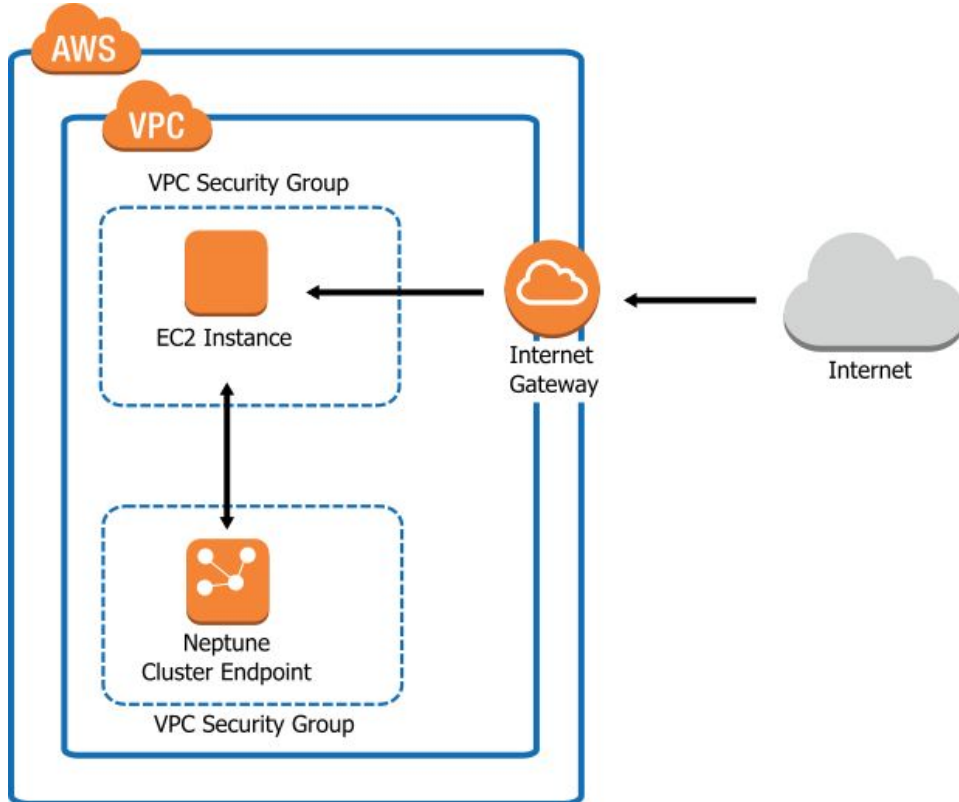 AWS
VPC
VPC Security Group
EC2 Instance
Internet
Gateway
Internet
Neptune
Cluster Endpoint
VPC Security Group